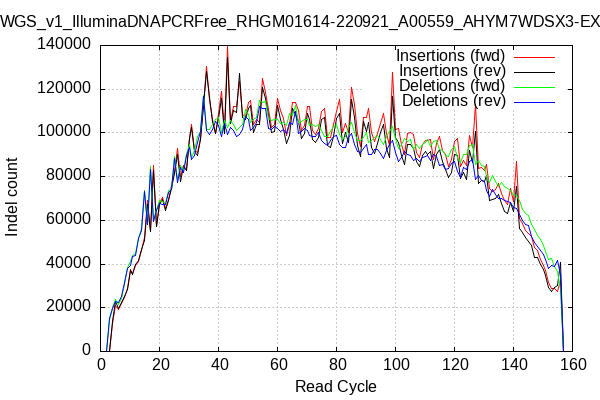 WGS_v1_IlluminaDNAPCRFree_RHGM01614-220921_A00559_AHYM7WDSX3-EX
Indel count
140000
120000
100000
80000
60000
40000
20000
0
Insertions (fwd)
Insertions (rev)
Deletions (fwd)
Deletions (rev)
0 20 40 60 80 100 120 140 160
Read Cycle